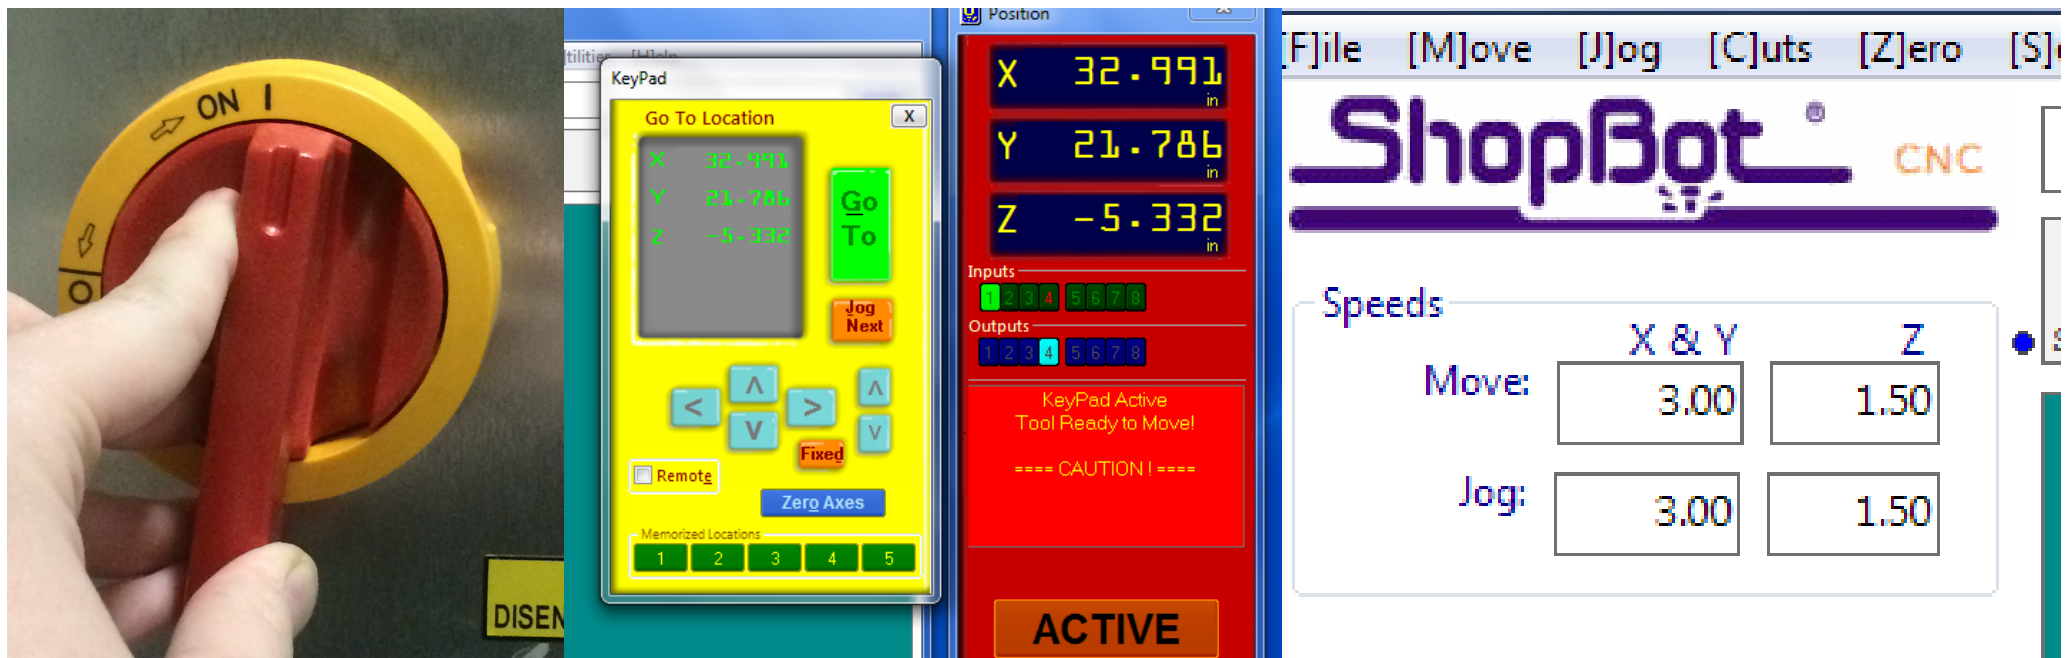 ON I
O
DISEN
[H]elp
KeyPad
Go To Location
X
X 32.991
Y 21.786
Z -5.332
Go
To
Jog
Next
<
>
Fixed
Remote
Zero Axes
Memorized Locations
1 2 3 4 5
Position
X 32.991
in
Y 21.786
in
Z -5.332
in
Inputs
1 2 3 4 5 6 7 8
Outputs
1 2 3 4 5 6 7 8
KeyPad Active
Tool Ready to Move!
==== CAUTION ! ====
ACTIVE
[F]ile [M]ove [J]og [C]uts [Z]ero [S]
ShopBot ® CNC
Speeds
X & Y Z
Move: 3.00 1.50
Jog: 3.00 1.50